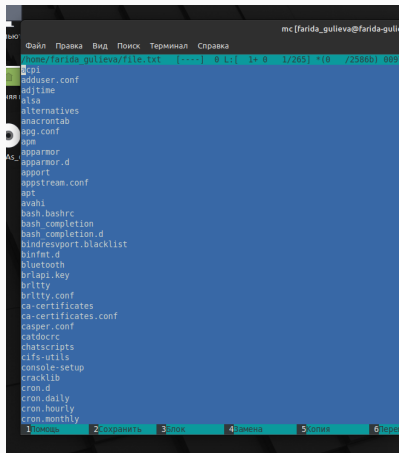 mc [farida_gulieva@farida-gulie
Файл Правка Вид Поиск Терминал Справка
/home/farida_gulieva/file.txt [----] 0 L:[ 1+ 0 1/265] *(0 /2586b) 009
acpi
adduser.conf
adjtime
alsa
alternatives
anacrontab
apg.conf
apm
apparmor
apparmor.d
apport
appstream.conf
apt
avahi
bash.bashrc
bash_completion
bash_completion.d
bindresvport.blacklist
binfmt.d
bluetooth
brlapi.key
brltty
brltty.conf
ca-certificates
ca-certificates.conf
casper.conf
catdocrc
chatscripts
cifs-utils
console-setup
cracklib
cron.d
cron.daily
cron.hourly
cron.monthly
1Помощь 2Сохранить 3Блок 4Замена 5Копия 6Пере